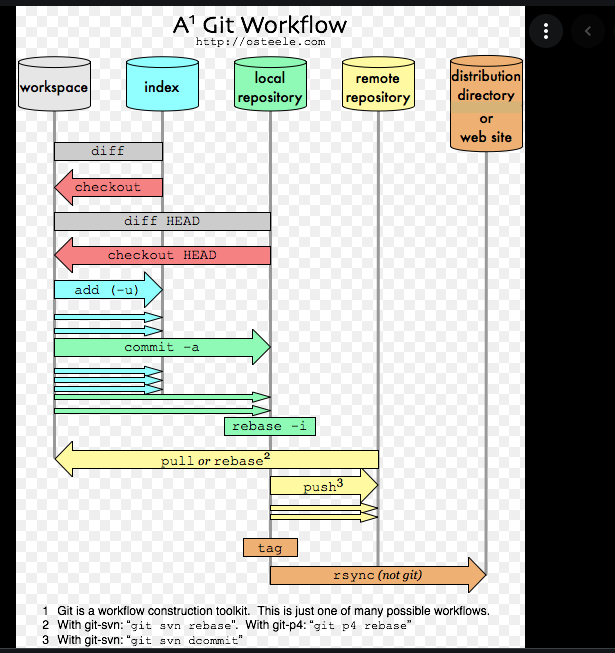 A¹ Git Workflow
http://osteele.com
workspace
index
local
repository
remote
repository
distribution
directory
or
web site
diff
checkout
diff HEAD
checkout HEAD
add (-u)
commit -a
rebase -i
pull or rebase²
push³
tag
rsync (not git)
1 Git is a workflow construction toolkit. This is just one of many possible workflows.
2 With git-svn: “git svn rebase”. With git-p4: “git p4 rebase”
3 With git-svn: “git svn dcommit”